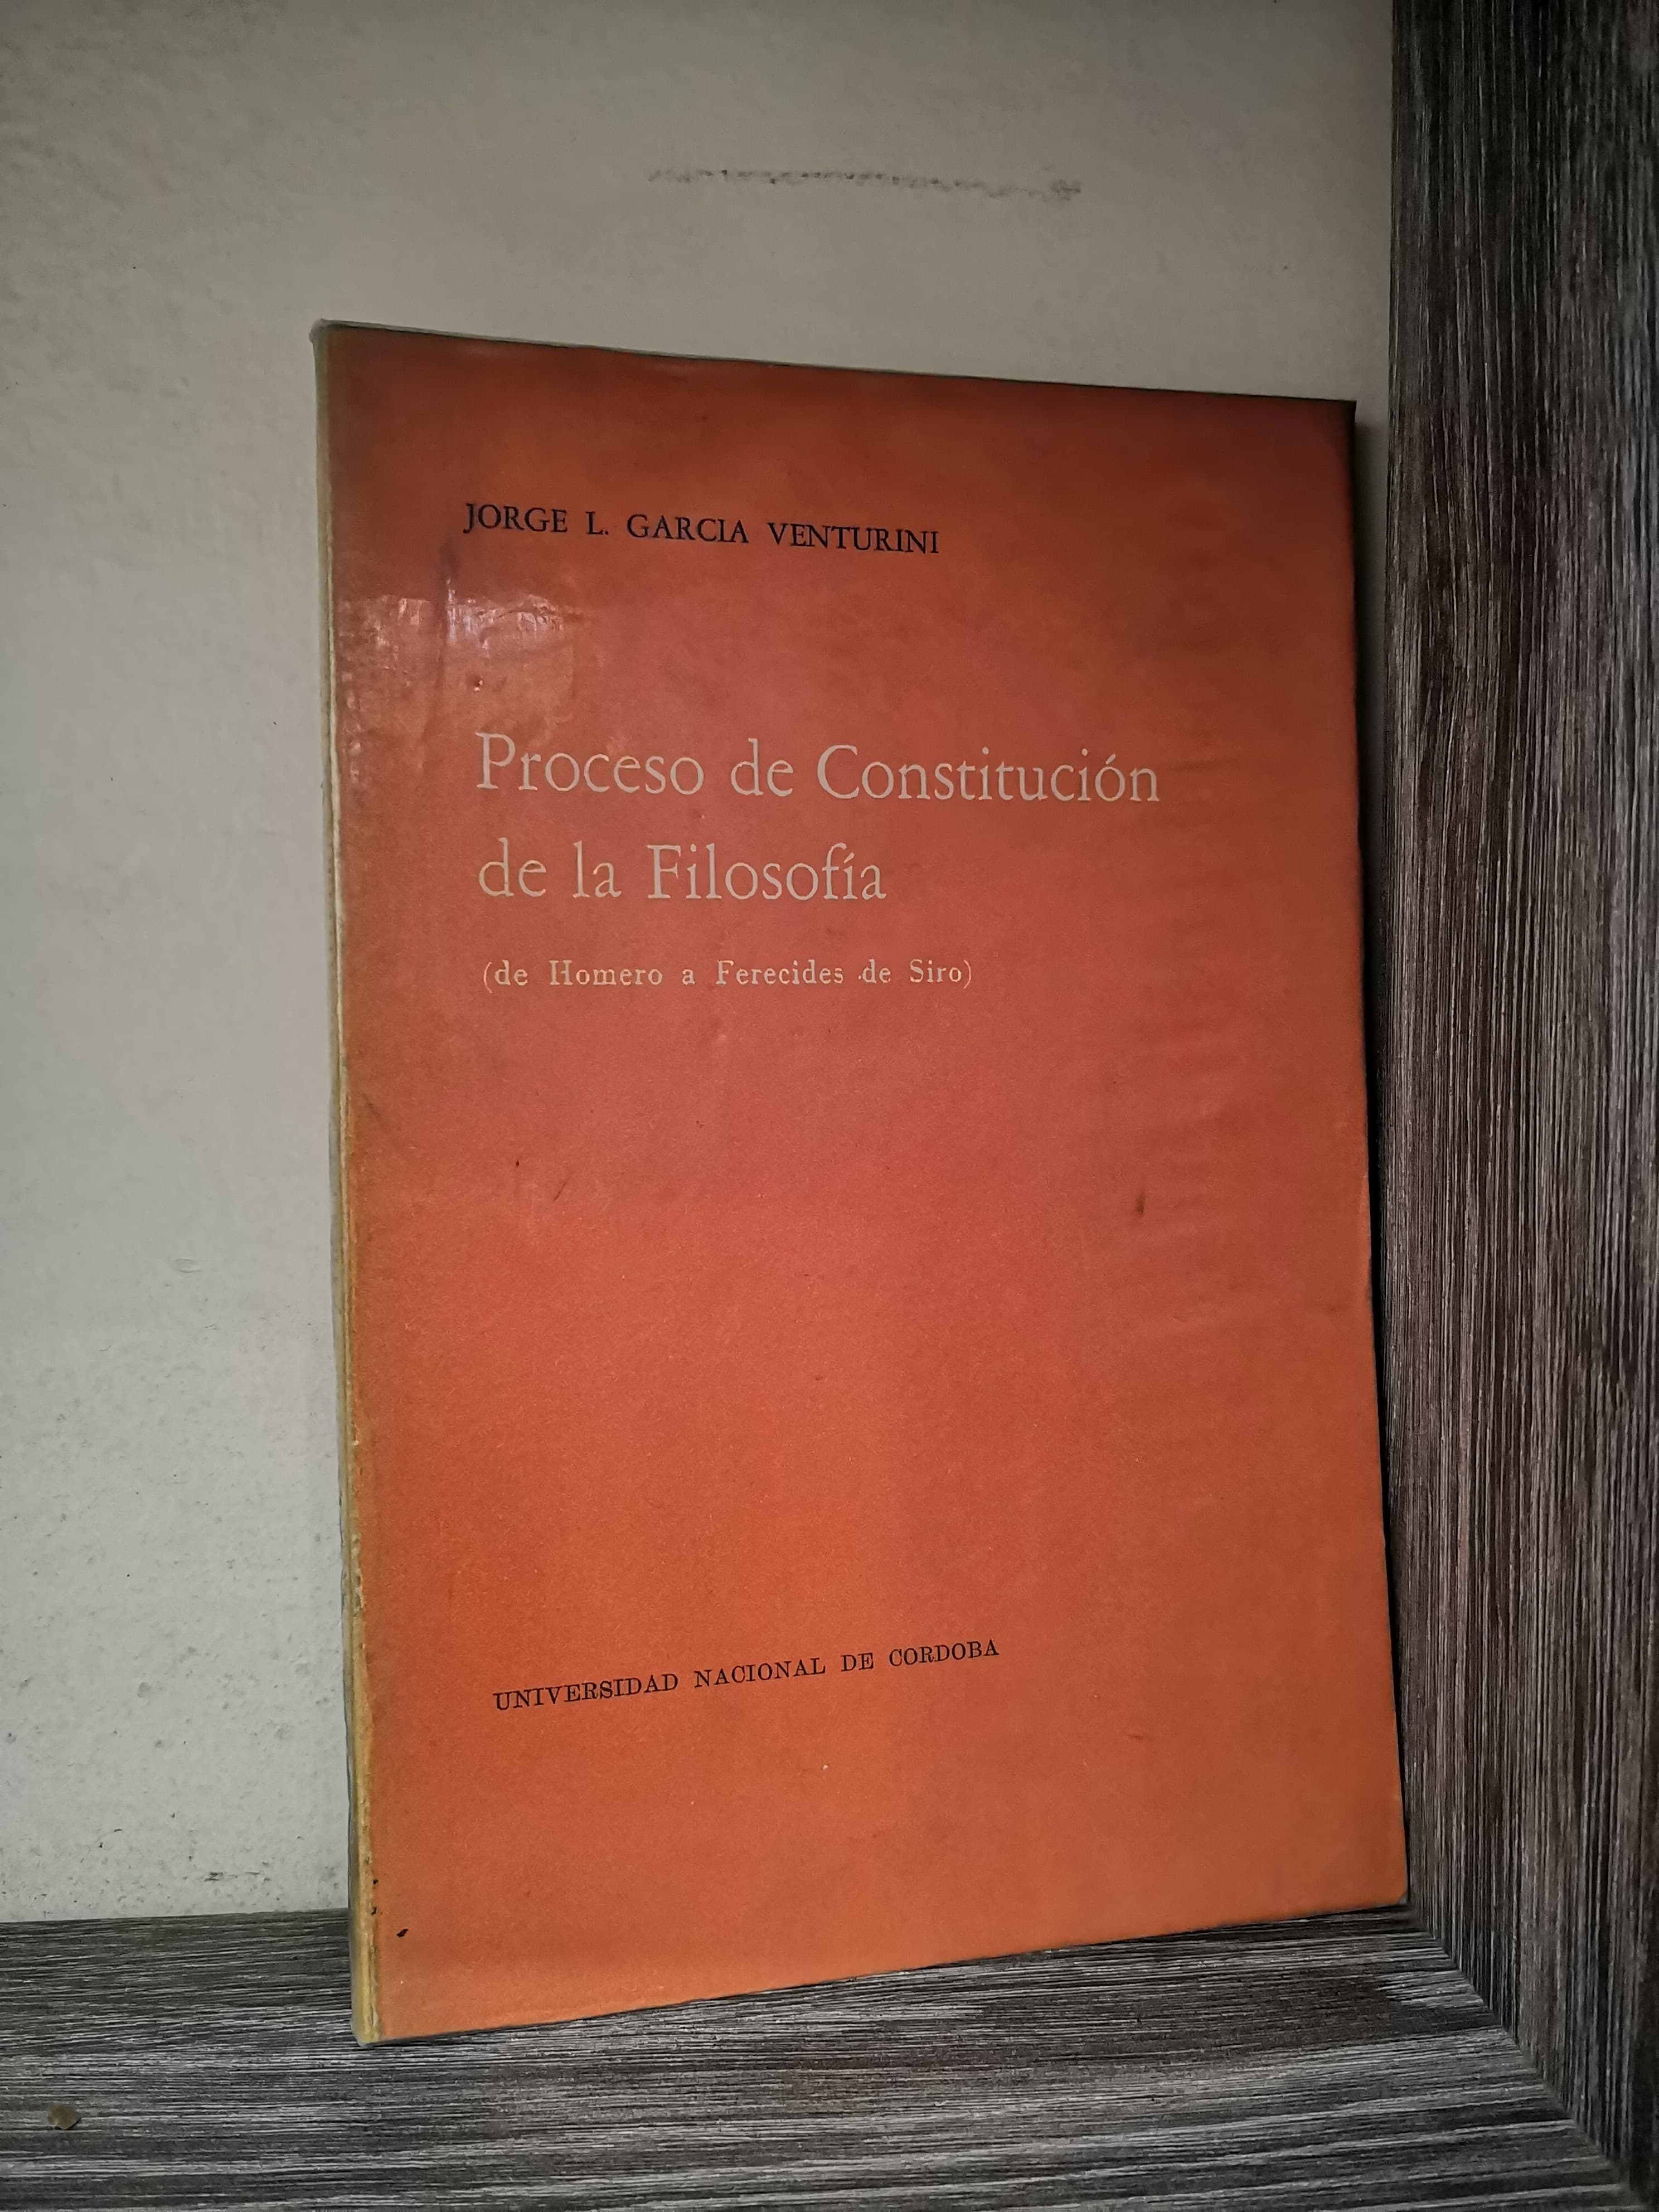 JORGE L. GARCIA VENTURINI
Proceso de Constitución
de la Filosofía
(de Homero a Ferecides de Siro)
UNIVERSIDAD NACIONAL DE CORDOBA